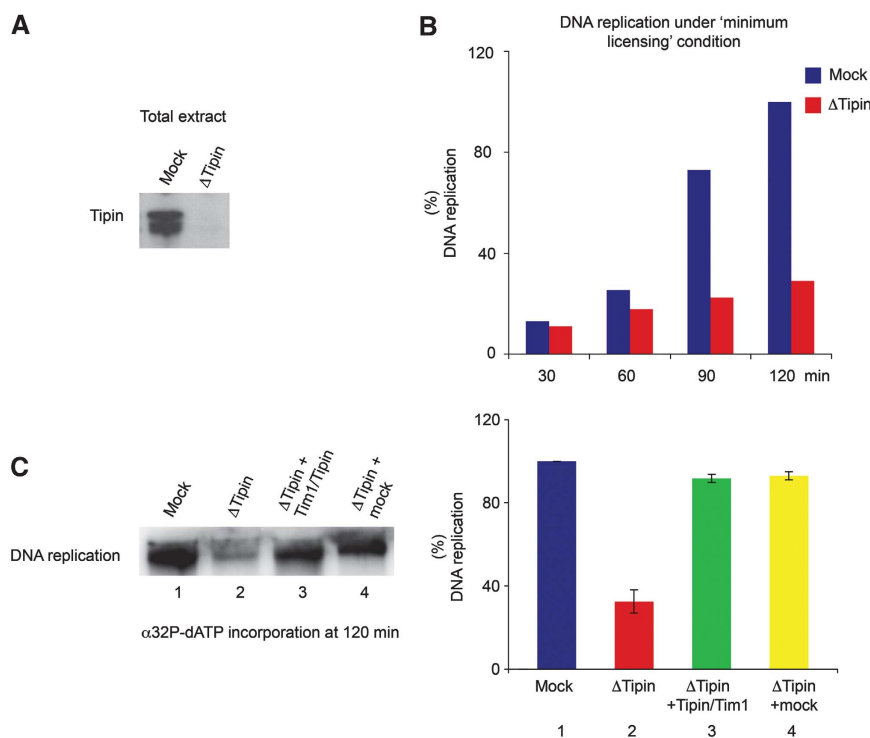 A
Total extract
Mock
ΔTipin
Tipin
B
DNA replication under ‘minimum
licensing’ condition
120
80
40
0
(%)
DNA replication
Mock
ΔTipin
30 60 90 120 min
C
Mock
ΔTipin
ΔTipin +
Tim1/Tipin
ΔTipin +
mock
DNA replication
1 2 3 4
α32P-dATP incorporation at 120 min
120
80
40
0
(%)
DNA replication
Mock ΔTipin ΔTipin ΔTipin
+Tipin/Tim1 +mock
1 2 3 4